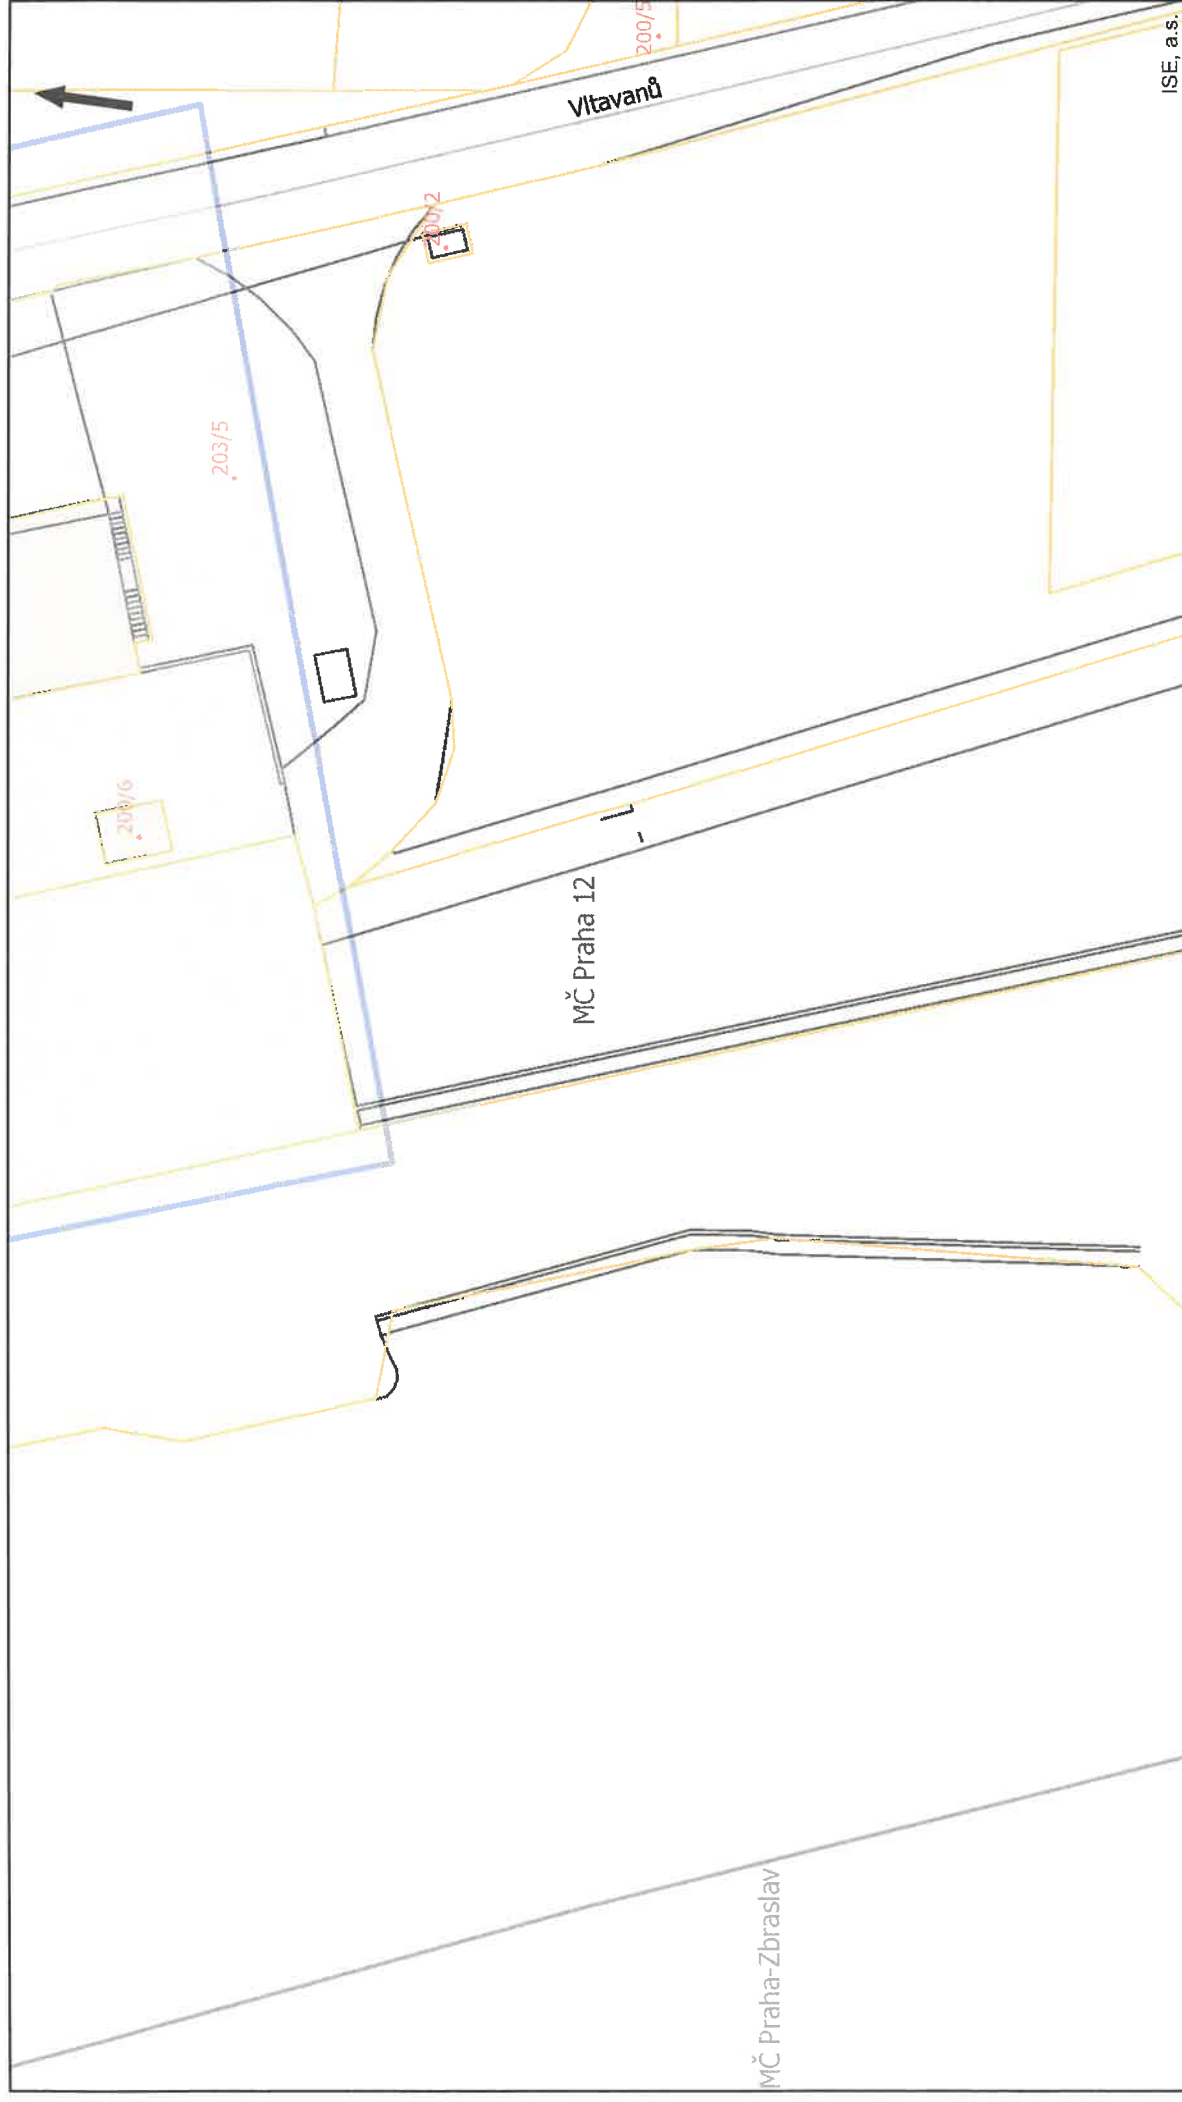 200/5
Vltavanů
200/2
203/5
200/6
MČ Praha 12
MČ Praha-Zbraslav
ISE, a.s.